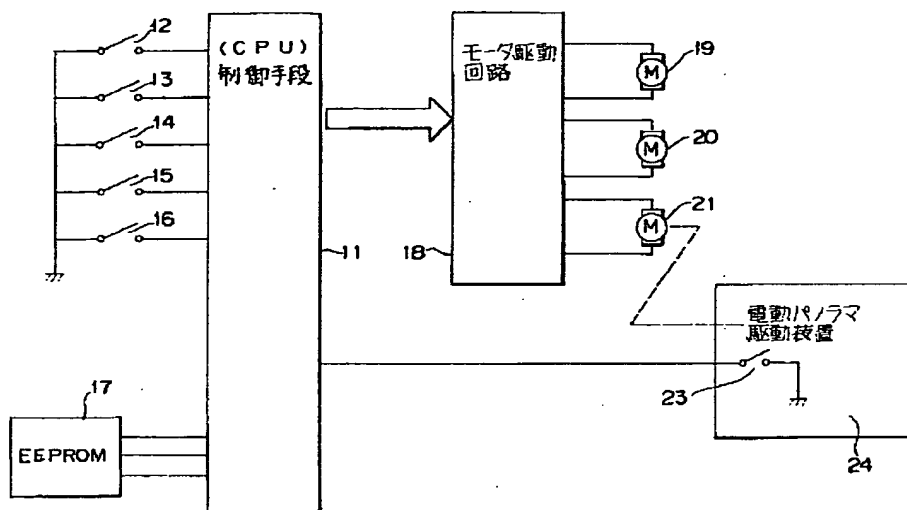 12
13
14
15
16
(CPU)
制御手段
11
17
EEPROM
モータ駆動
回路
18
M
19
M
20
M
21
電動パノラマ
駆動装置
23
24